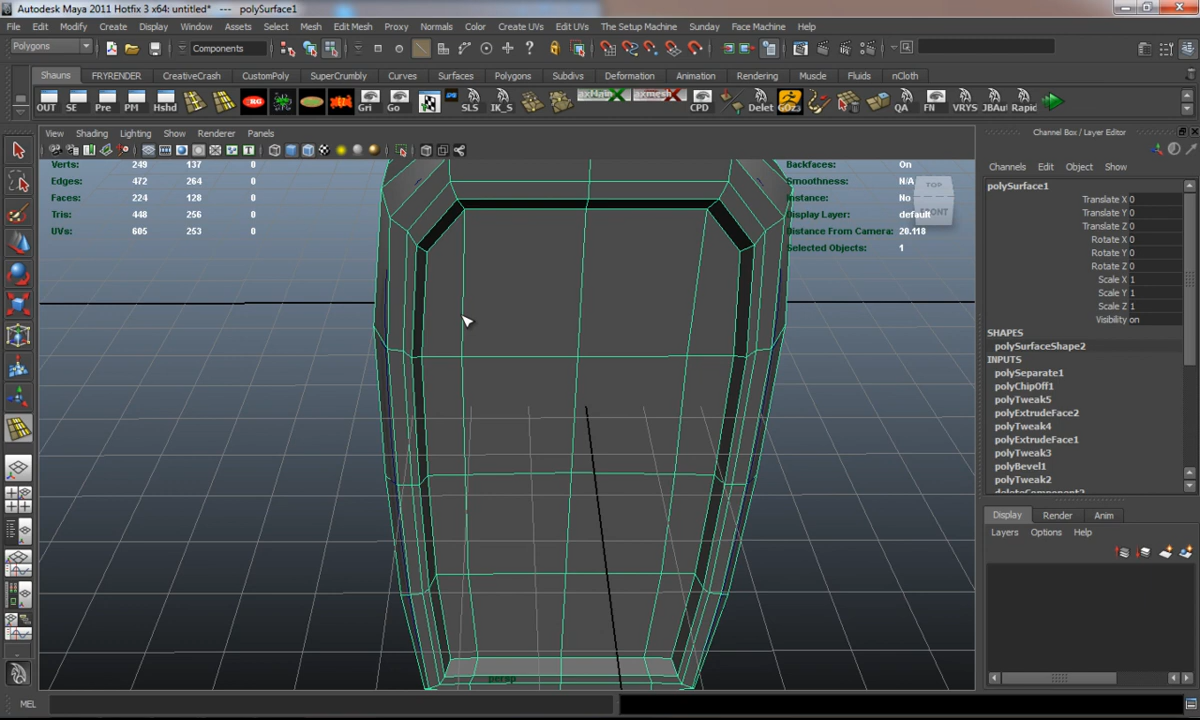 Autodesk Maya 2011 Hotfix 3 x64: untitled* --- polySurface1
File Edit Modify Create Display Window Assets Select Mesh Edit Mesh Proxy Normals Color Create UVs Edit UVs The Setup Machine Sunday Face Machine Help
Polygons Components
Shauns FRYRENDER CreativeCrash CustomPoly SuperCrumbly Curves Surfaces Polygons Subdivs Deformation Animation Rendering Muscle Fluids nCloth
OUT SE Pre PM Hshd Gri Go SLS IK_S CPD Delet GOzs QA FN VRYS JBAu Rapic
View Shading Lighting Show Renderer Panels
Verts: 249 137 0
Edges: 472 264 0
Faces: 224 128 0
Tris: 448 256 0
UVs: 605 253 0
Backfaces: On
Smoothness: N/A
Instance: No
Display Layer: default
Distance From Camera: 20.118
Selected Objects: 1
TOP
FRONT
persp
Channel Box / Layer Editor
Channels Edit Object Show
polySurface1
Translate X 0
Translate Y 0
Translate Z 0
Rotate X 0
Rotate Y 0
Rotate Z 0
Scale X 1
Scale Y 1
Scale Z 1
Visibility on
SHAPES
polySurfaceShape2
INPUTS
polySeparate1
polyChipOff1
polyTweak5
polyExtrudeFace2
polyTweak4
polyExtrudeFace1
polyTweak3
polyBevel1
polyTweak2
deleteComponent2
Display Render Anim
Layers Options Help
MEL